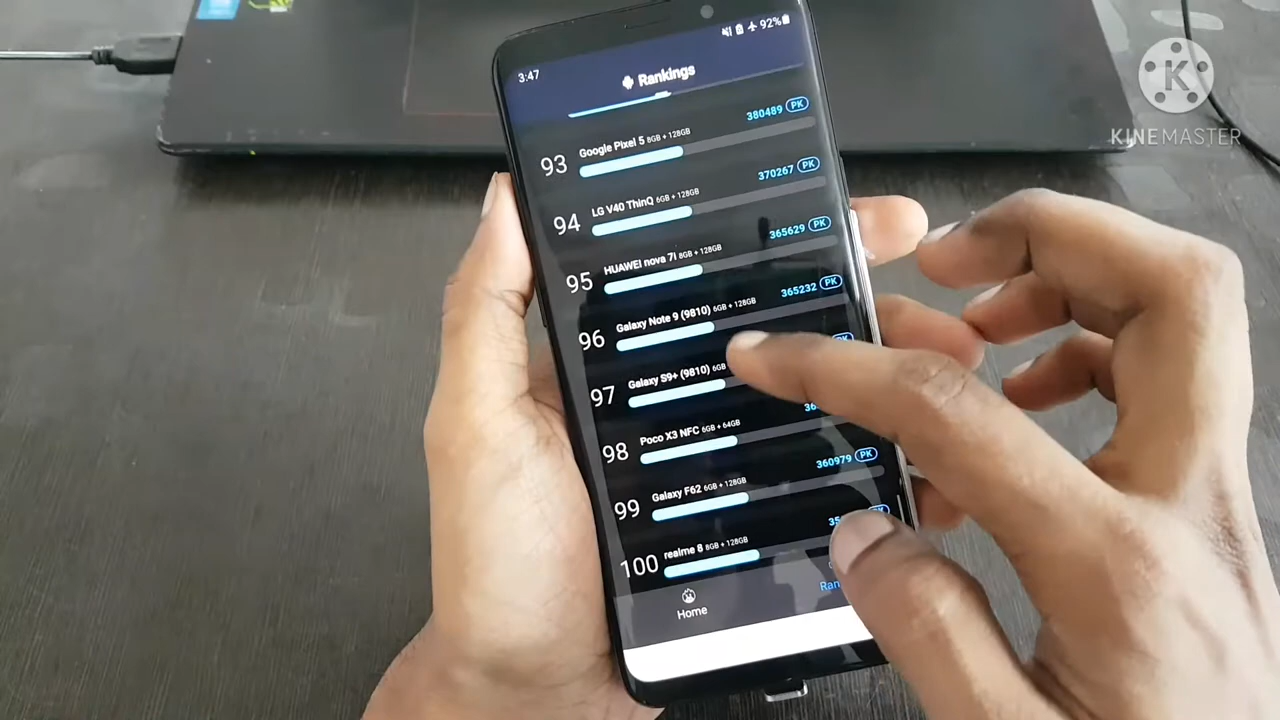 3:47
92%
Rankings
93 Google Pixel 5 8GB + 128GB 380489 PK
94 LG V40 ThinQ 6GB + 128GB 370267 PK
95 HUAWEI nova 7i 8GB + 128GB 365629 PK
96 Galaxy Note 9 (9810) 6GB + 128GB 365232 PK
97 Galaxy S9+ (9810) 6GB
98 Poco X3 NFC 6GB + 64GB 36
99 Galaxy F62 6GB + 128GB 360979 PK
100 realme 8 8GB + 128GB 35
Home Ran
K
KINEMASTER